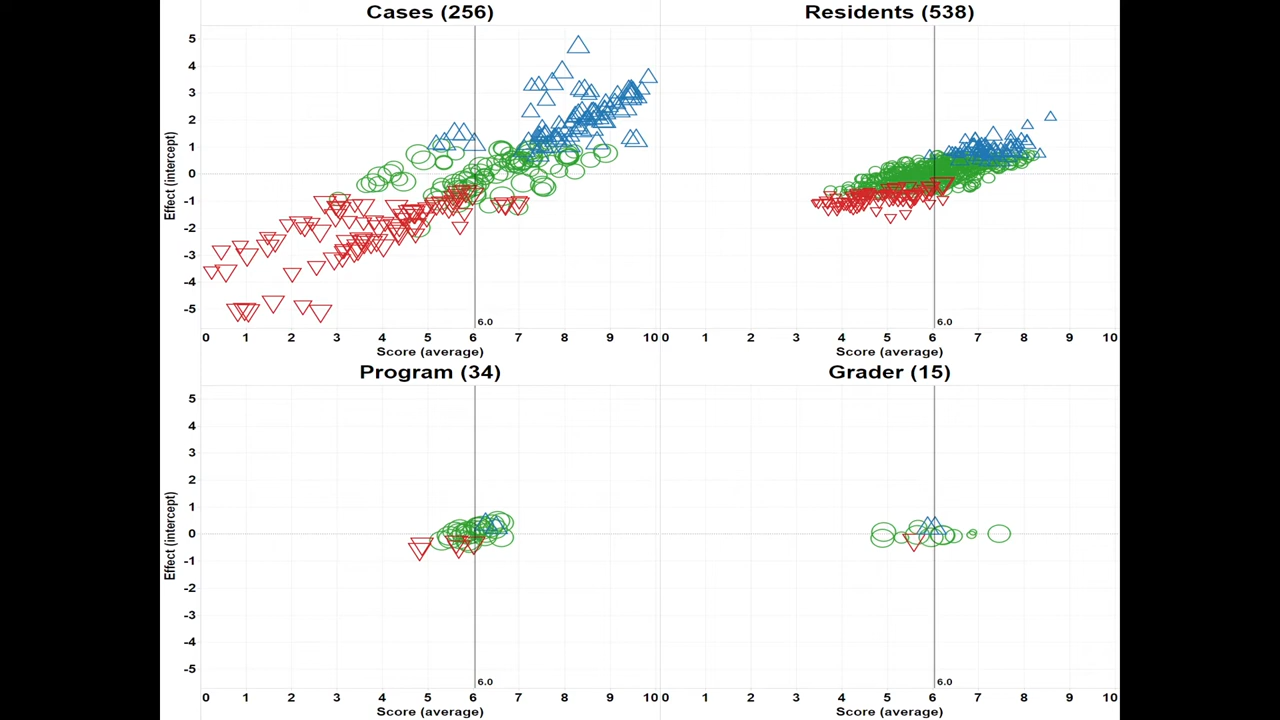 Cases (256)
Residents (538)
Effect (intercept)
5
4
3
2
1
0
-1
-2
-3
-4
-5
6.0
6.0
0 1 2 3 4 5 6 7 8 9 10
0 1 2 3 4 5 6 7 8 9 10
Score (average)
Score (average)
Program (34)
Grader (15)
Effect (intercept)
5
4
3
2
1
0
-1
-2
-3
-4
-5
6.0
6.0
0 1 2 3 4 5 6 7 8 9 10
0 1 2 3 4 5 6 7 8 9 10
Score (average)
Score (average)